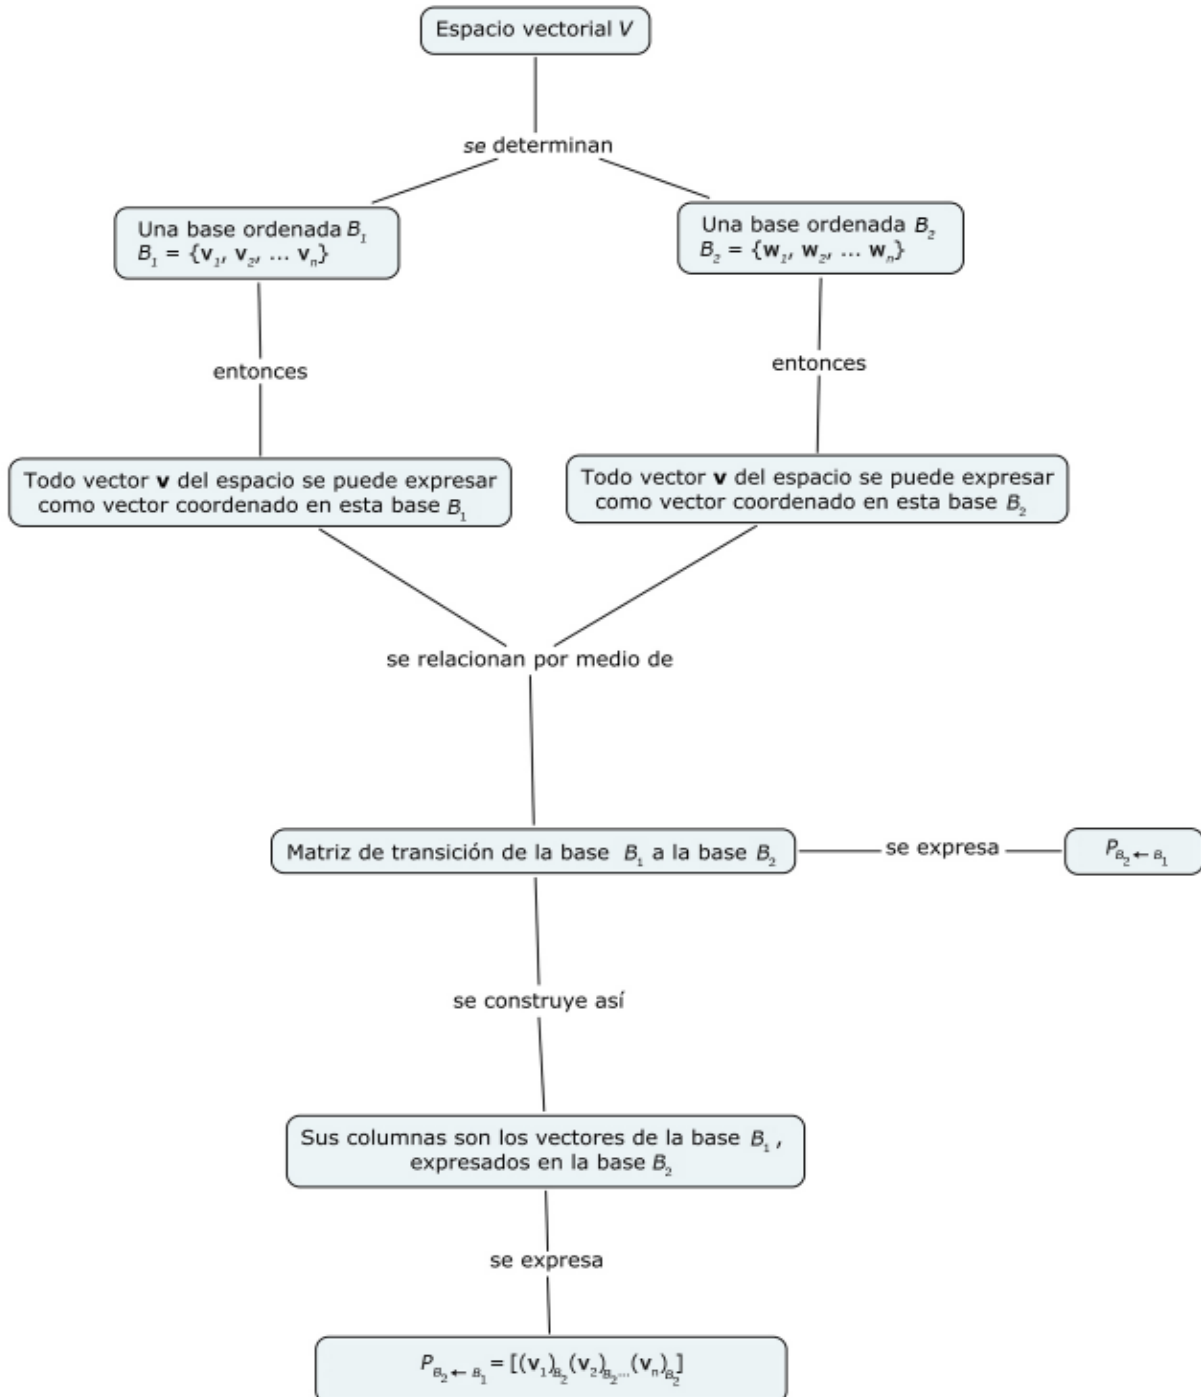 Espacio vectorial V
se determinan
Una base ordenada B₁
B₁ = {v₁, v₂, ... vₙ}
Una base ordenada B₂
B₂ = {w₁, w₂, ... wₙ}
entonces
entonces
Todo vector v del espacio se puede expresar
como vector coordenado en esta base B₁
Todo vector v del espacio se puede expresar
como vector coordenado en esta base B₂
se relacionan por medio de
Matriz de transición de la base B₁ a la base B₂
se expresa
P_{B₂ ← B₁}
se construye así
Sus columnas son los vectores de la base B₁ ,
expresados en la base B₂
se expresa
P_{B₂ ← B₁} = [(v₁)_{B₂} (v₂)_{B₂}... (vₙ)_{B₂}]